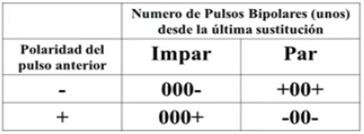 Numero de Pulsos Bipolares (unos)
desde la última sustitución
Polaridad del
pulso anterior
Impar Par
- 000- +00+
+ 000+ -00-